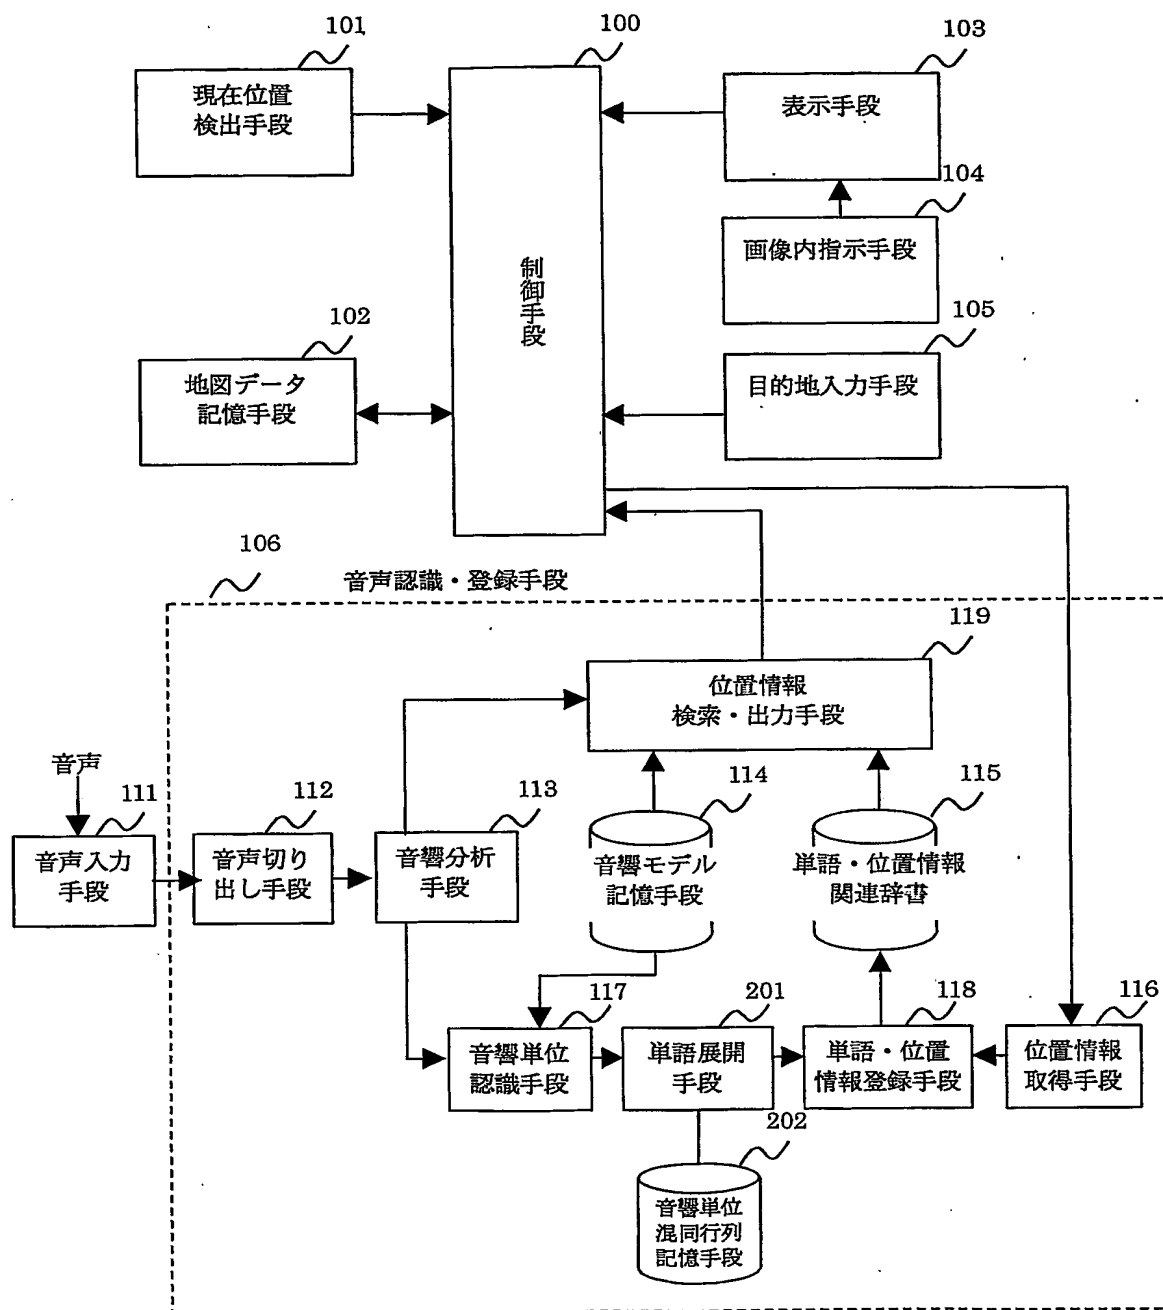 101
現在位置
検出手段
100
制御手段
103
表示手段
104
画像内指示手段
102
地図データ
記憶手段
105
目的地入力手段
106
音声認識・登録手段
119
位置情報
検索・出力手段
音声
111
音声入力
手段
112
音声切り
出し手段
113
音響分析
手段
114
音響モデル
記憶手段
115
単語・位置情報
関連辞書
117
音響単位
認識手段
201
単語展開
手段
118
単語・位置
情報登録手段
116
位置情報
取得手段
202
音響単位
混同行列
記憶手段